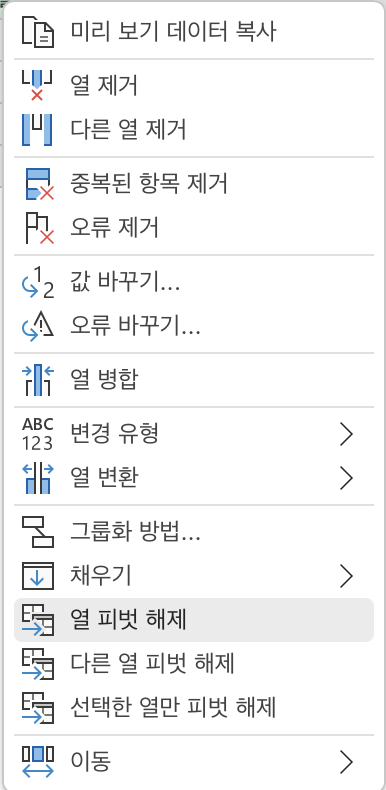 미리 보기 데이터 복사
열 제거
다른 열 제거
중복된 항목 제거
오류 제거
1
2
값 바꾸기...
오류 바꾸기...
열 병합
ABC
123
변경 유형
열 변환
그룹화 방법...
채우기
열 피벗 해제
다른 열 피벗 해제
선택한 열만 피벗 해제
이동